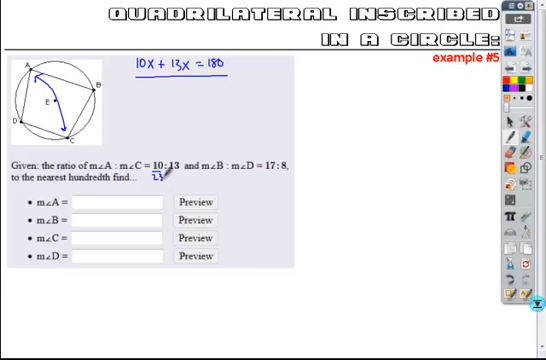 QUADRILATERAL INSCRIBED
IN A CIRCLE:
example #5
10x + 13x = 180
A
B
E
D
C
Given: the ratio of m∠A : m∠C = 10 : 13 and m∠B : m∠D = 17 : 8,
23
to the nearest hundredth find...
• m∠A = Preview
• m∠B = Preview
• m∠C = Preview
• m∠D = Preview